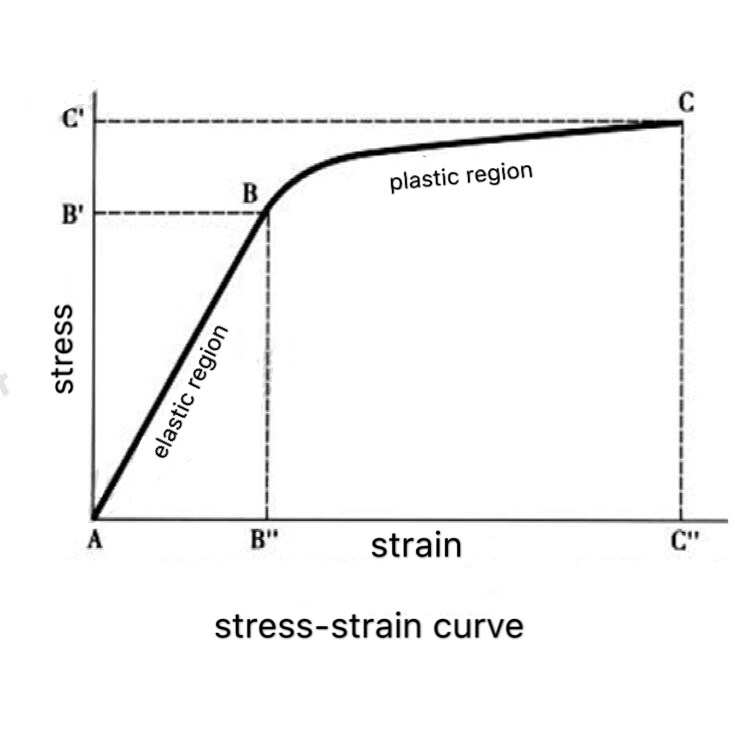 C'
C
plastic region
B
B'
stress
elastic region
A
B"
strain
C"
stress-strain curve